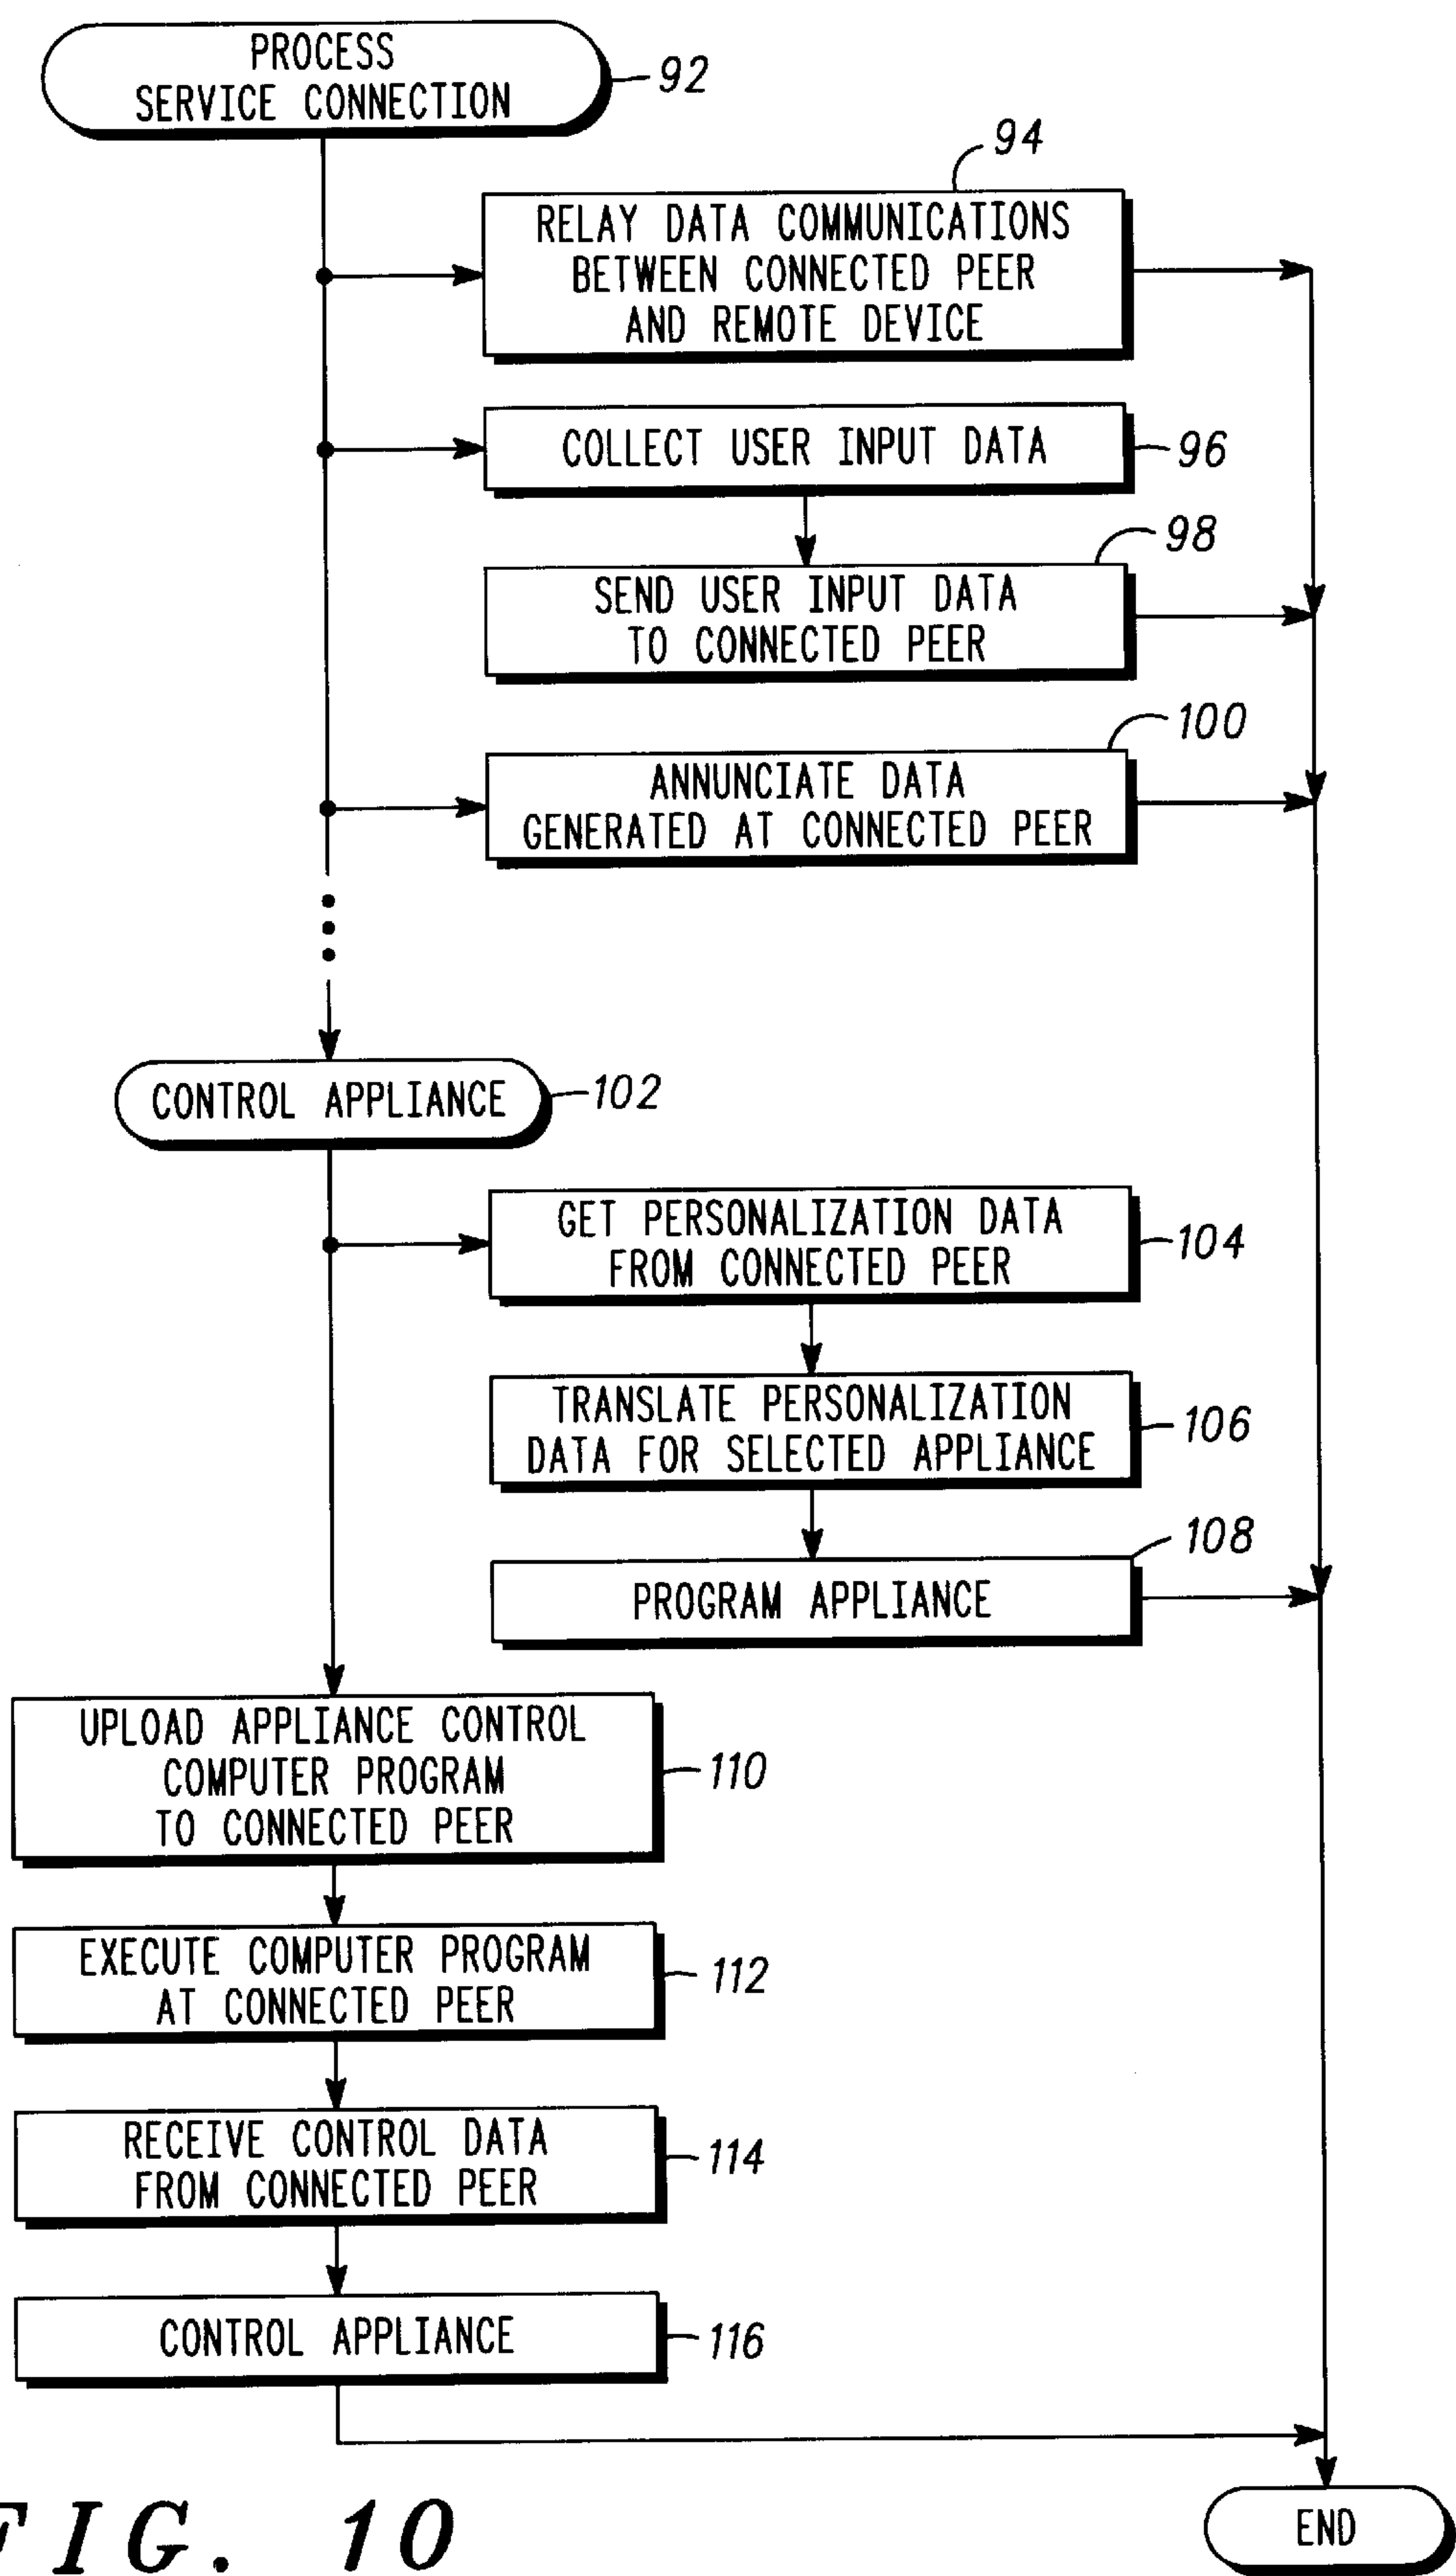 PROCESS
SERVICE CONNECTION
92
94
RELAY DATA COMMUNICATIONS
BETWEEN CONNECTED PEER
AND REMOTE DEVICE
COLLECT USER INPUT DATA
96
98
SEND USER INPUT DATA
TO CONNECTED PEER
100
ANNUNCIATE DATA
GENERATED AT CONNECTED PEER
CONTROL APPLIANCE
102
GET PERSONALIZATION DATA
FROM CONNECTED PEER
104
TRANSLATE PERSONALIZATION
DATA FOR SELECTED APPLIANCE
106
108
PROGRAM APPLIANCE
UPLOAD APPLIANCE CONTROL
COMPUTER PROGRAM
TO CONNECTED PEER
110
EXECUTE COMPUTER PROGRAM
AT CONNECTED PEER
112
RECEIVE CONTROL DATA
FROM CONNECTED PEER
114
CONTROL APPLIANCE
116
END
FIG. 10